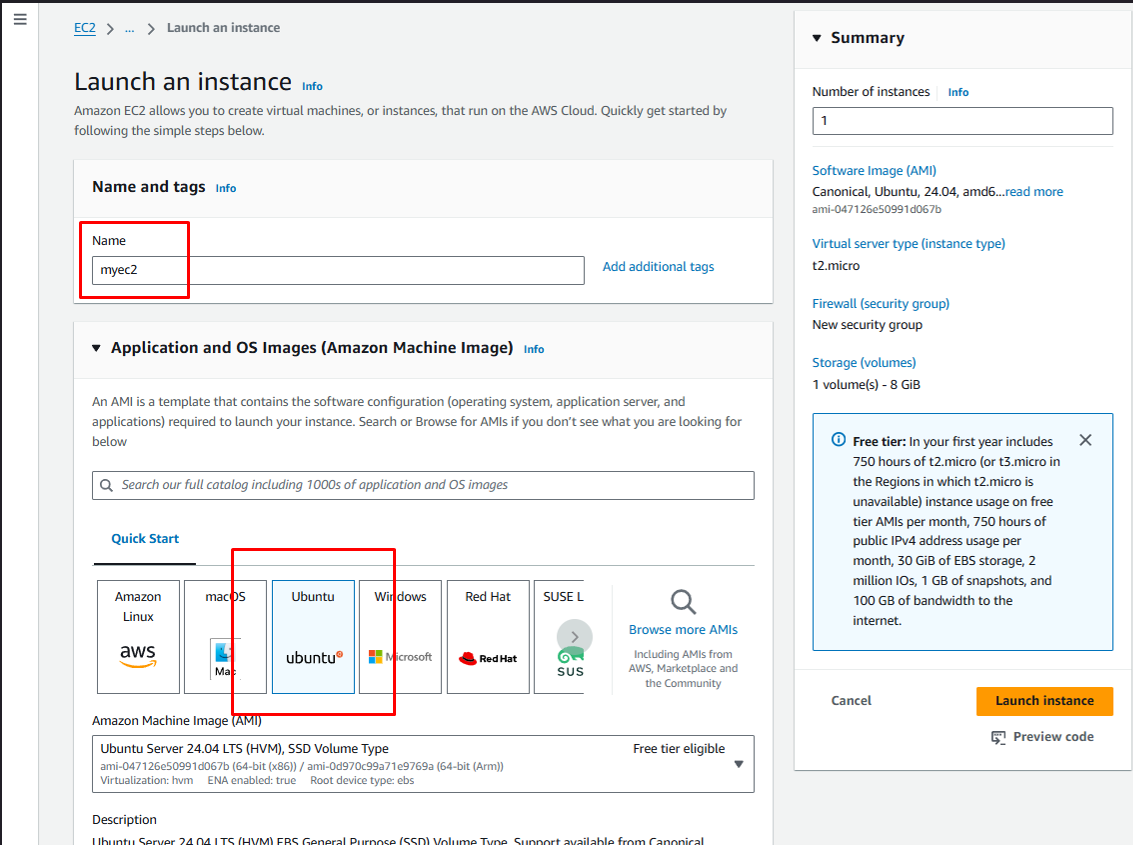 EC2 > ... > Launch an instance
Launch an instance Info
Amazon EC2 allows you to create virtual machines, or instances, that run on the AWS Cloud. Quickly get started by
following the simple steps below.
Name and tags Info
Name
myec2
Add additional tags
Application and OS Images (Amazon Machine Image) Info
An AMI is a template that contains the software configuration (operating system, application server, and
applications) required to launch your instance. Search or Browse for AMIs if you don't see what you are looking for
below
Search our full catalog including 1000s of application and OS images
Quick Start
Amazon
Linux
aws
macOS
Mac
Ubuntu
ubuntu
Windows
Microsoft
Red Hat
Red Hat
SUSE L
SUS
Browse more AMIs
Including AMIs from
AWS, Marketplace and
the Community
Amazon Machine Image (AMI)
Ubuntu Server 24.04 LTS (HVM), SSD Volume Type
Free tier eligible
ami-047126e50991d067b (64-bit (x86)) / ami-0d970c99a71e9769a (64-bit (Arm))
Virtualization: hvm ENA enabled: true Root device type: ebs
Description
Ubuntu Server 24.04 LTS (HVM),EBS General Purpose (SSD) Volume Type. Support available from Canonical
Summary
Number of instances Info
1
Software Image (AMI)
Canonical, Ubuntu, 24.04, amd6...read more
ami-047126e50991d067b
Virtual server type (instance type)
t2.micro
Firewall (security group)
New security group
Storage (volumes)
1 volume(s) - 8 GiB
Free tier: In your first year includes
750 hours of t2.micro (or t3.micro in
the Regions in which t2.micro is
unavailable) instance usage on free
tier AMIs per month, 750 hours of
public IPv4 address usage per
month, 30 GiB of EBS storage, 2
million IOs, 1 GB of snapshots, and
100 GB of bandwidth to the
internet.
Cancel
Launch instance
Preview code